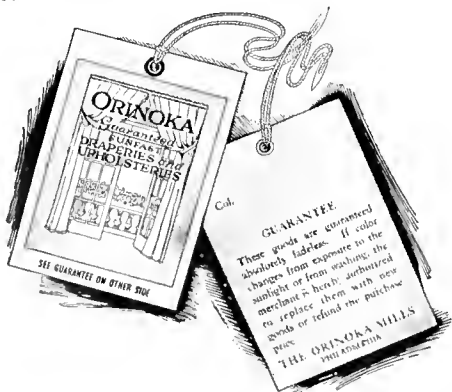 ORINOKA
Guaranteed
SUNFAST
DRAPERIES and
UPHOLSTERIES
SEE GUARANTEE ON OTHER SIDE
Col.
GUARANTEE
These goods are guaranteed
absolutely fadeless. If color
changes from exposure to the
sunlight or from washing, the
merchant is hereby authorized
to replace them with new
goods or refund the purchase
price.
THE ORINOKA MILLS
PHILADELPHIA